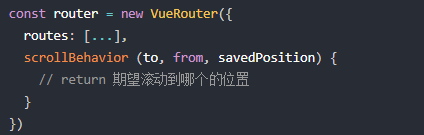 const router = new VueRouter({
  routes: [...],
  scrollBehavior (to, from, savedPosition) {
    // return 期望滚动到哪个的位置
  }
})